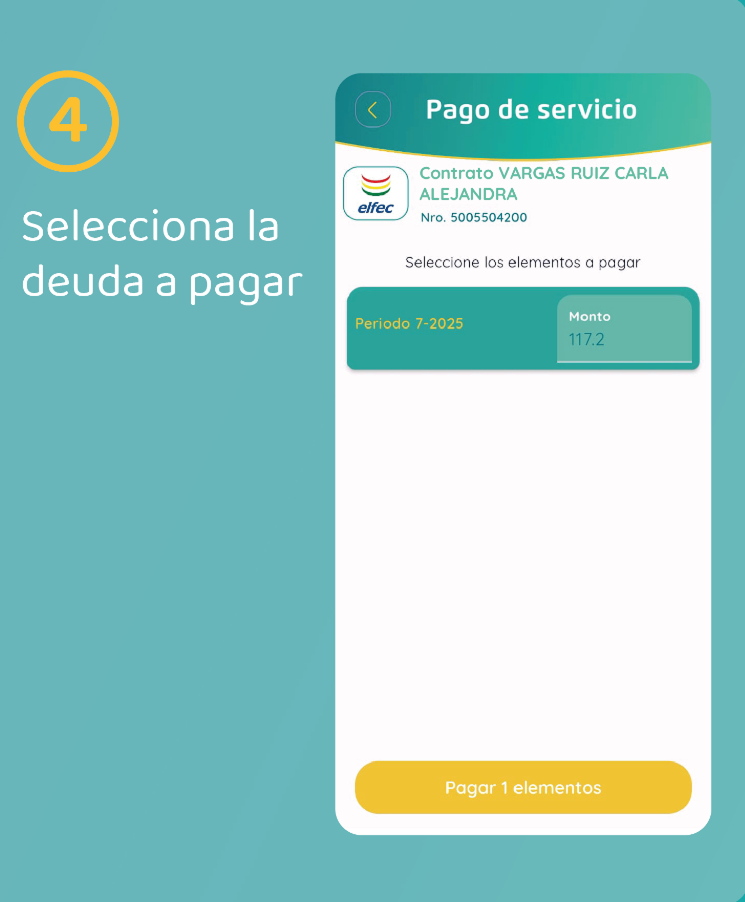 4
Selecciona la
deuda a pagar
Pago de servicio
elfec
Contrato VARGAS RUIZ CARLA
ALEJANDRA
Nro. 5005504200
Seleccione los elementos a pagar
Periodo 7-2025
Monto
117.2
Pagar 1 elementos